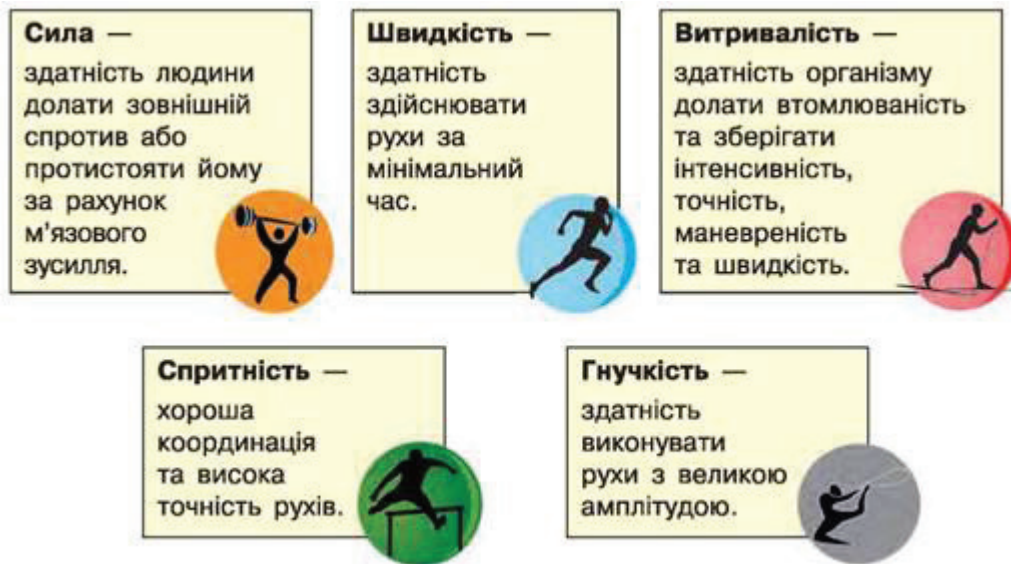 Сила —
здатність людини
долати зовнішній
спротив або
протистояти йому
за рахунок
м'язового
зусилля.
Швидкість —
здатність
здійснювати
рухи за
мінімальний
час.
Витривалість —
здатність організму
долати втомлюваність
та зберігати
інтенсивність,
точність,
маневреність
та швидкість.
Спритність —
хороша
координація
та висока
точність рухів.
Гнучкість —
здатність
виконувати
рухи з великою
амплітудою.